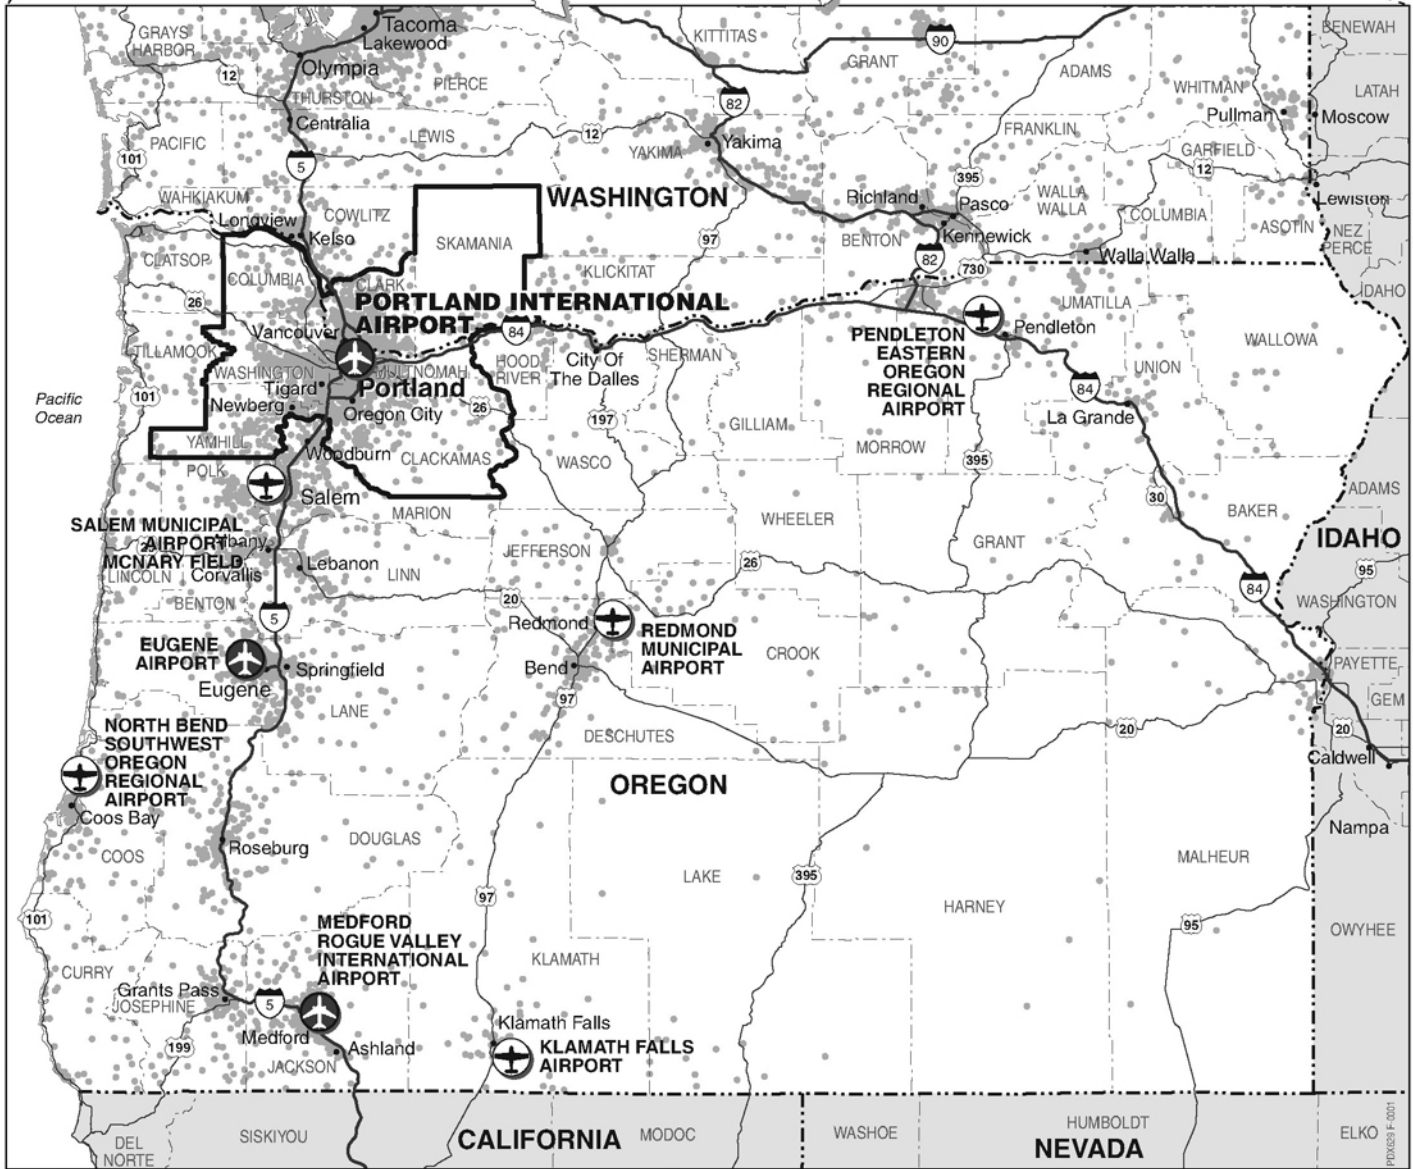 Tacoma
Lakewood
GRAYS
HARBOR
KITTITAS
90
BENEWAH
12
Olympia
PIERCE
GRANT
ADAMS
WHITMAN
LATAH
THURSTON
82
Pullman
Moscow
Centralia
PACIFIC
LEWIS
12
Yakima
FRANKLIN
101
5
YAKIMA
GARFIELD
12
395
WAHKIAKUM
WASHINGTON
Richland
Pasco
WALLA
WALLA
Lewiston
Longview
COWLITZ
COLUMBIA
ASOTIN
NEZ
PERCE
Kelso
SKAMANIA
97
BENTON
Kennewick
CLATSOP
COLUMBIA
KLICKITAT
82
730
Walla Walla
CLARK
IDAHO
26
PORTLAND INTERNATIONAL
AIRPORT
UMATILLA
Vancouver
84
PENDLETON
EASTERN
OREGON
REGIONAL
AIRPORT
Pendleton
WALLOWA
TILLAMOOK
WASHINGTON
MULTNOMAH
HOOD
RIVER
City Of
The Dalles
SHERMAN
UNION
Pacific
Ocean
101
Tigard
Portland
84
Newberg
Oregon City
26
197
GILLIAM
La Grande
YAMHILL
Woodburn
CLACKAMAS
WASCO
MORROW
395
POLK
Salem
30
ADAMS
MARION
WHEELER
BAKER
SALEM MUNICIPAL
AIRPORT
MCNARY FIELD
Albany
IDAHO
JEFFERSON
GRANT
Lebanon
26
95
LINCOLN
Corvallis
LINN
84
BENTON
20
WASHINGTON
5
Redmond
REDMOND
MUNICIPAL
AIRPORT
EUGENE
AIRPORT
Springfield
Bend
CROOK
PAYETTE
Eugene
97
GEM
LANE
NORTH BEND
SOUTHWEST
OREGON
REGIONAL
AIRPORT
DESCHUTES
20
20
Caldwell
OREGON
Coos Bay
Nampa
Roseburg
DOUGLAS
COOS
MALHEUR
LAKE
395
97
HARNEY
101
95
MEDFORD
ROGUE VALLEY
INTERNATIONAL
AIRPORT
OWYHEE
KLAMATH
CURRY
Grants Pass
JOSEPHINE
5
Klamath Falls
Medford
199
Ashland
KLAMATH FALLS
AIRPORT
JACKSON
DEL
NORTE
SISKIYOU
CALIFORNIA
MODOC
WASHOE
HUMBOLDT
NEVADA
ELKO
PDX629 F-0001